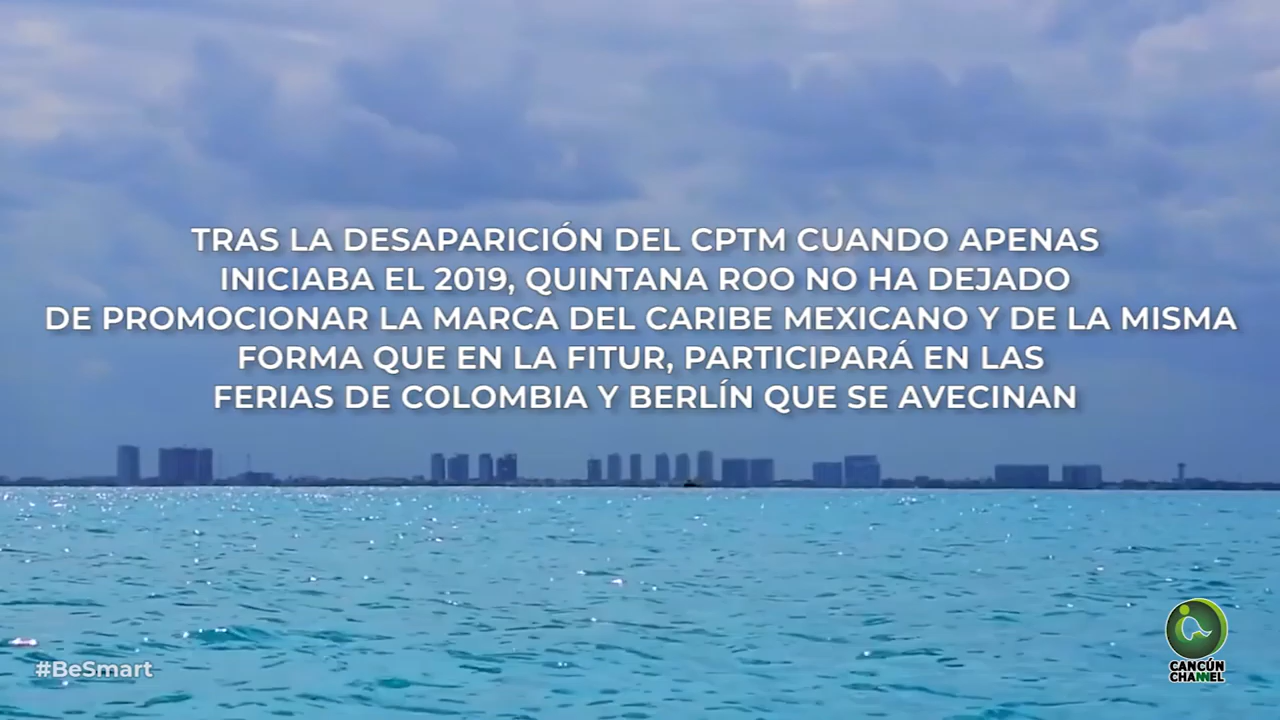 TRAS LA DESAPARICIÓN DEL CPTM CUANDO APENAS
INICIABA EL 2019, QUINTANA ROO NO HA DEJADO
DE PROMOCIONAR LA MARCA DEL CARIBE MEXICANO Y DE LA MISMA
FORMA QUE EN LA FITUR, PARTICIPARÁ EN LAS
FERIAS DE COLOMBIA Y BERLÍN QUE SE AVECINAN
#BeSmart
CANCÚN
CHANNEL